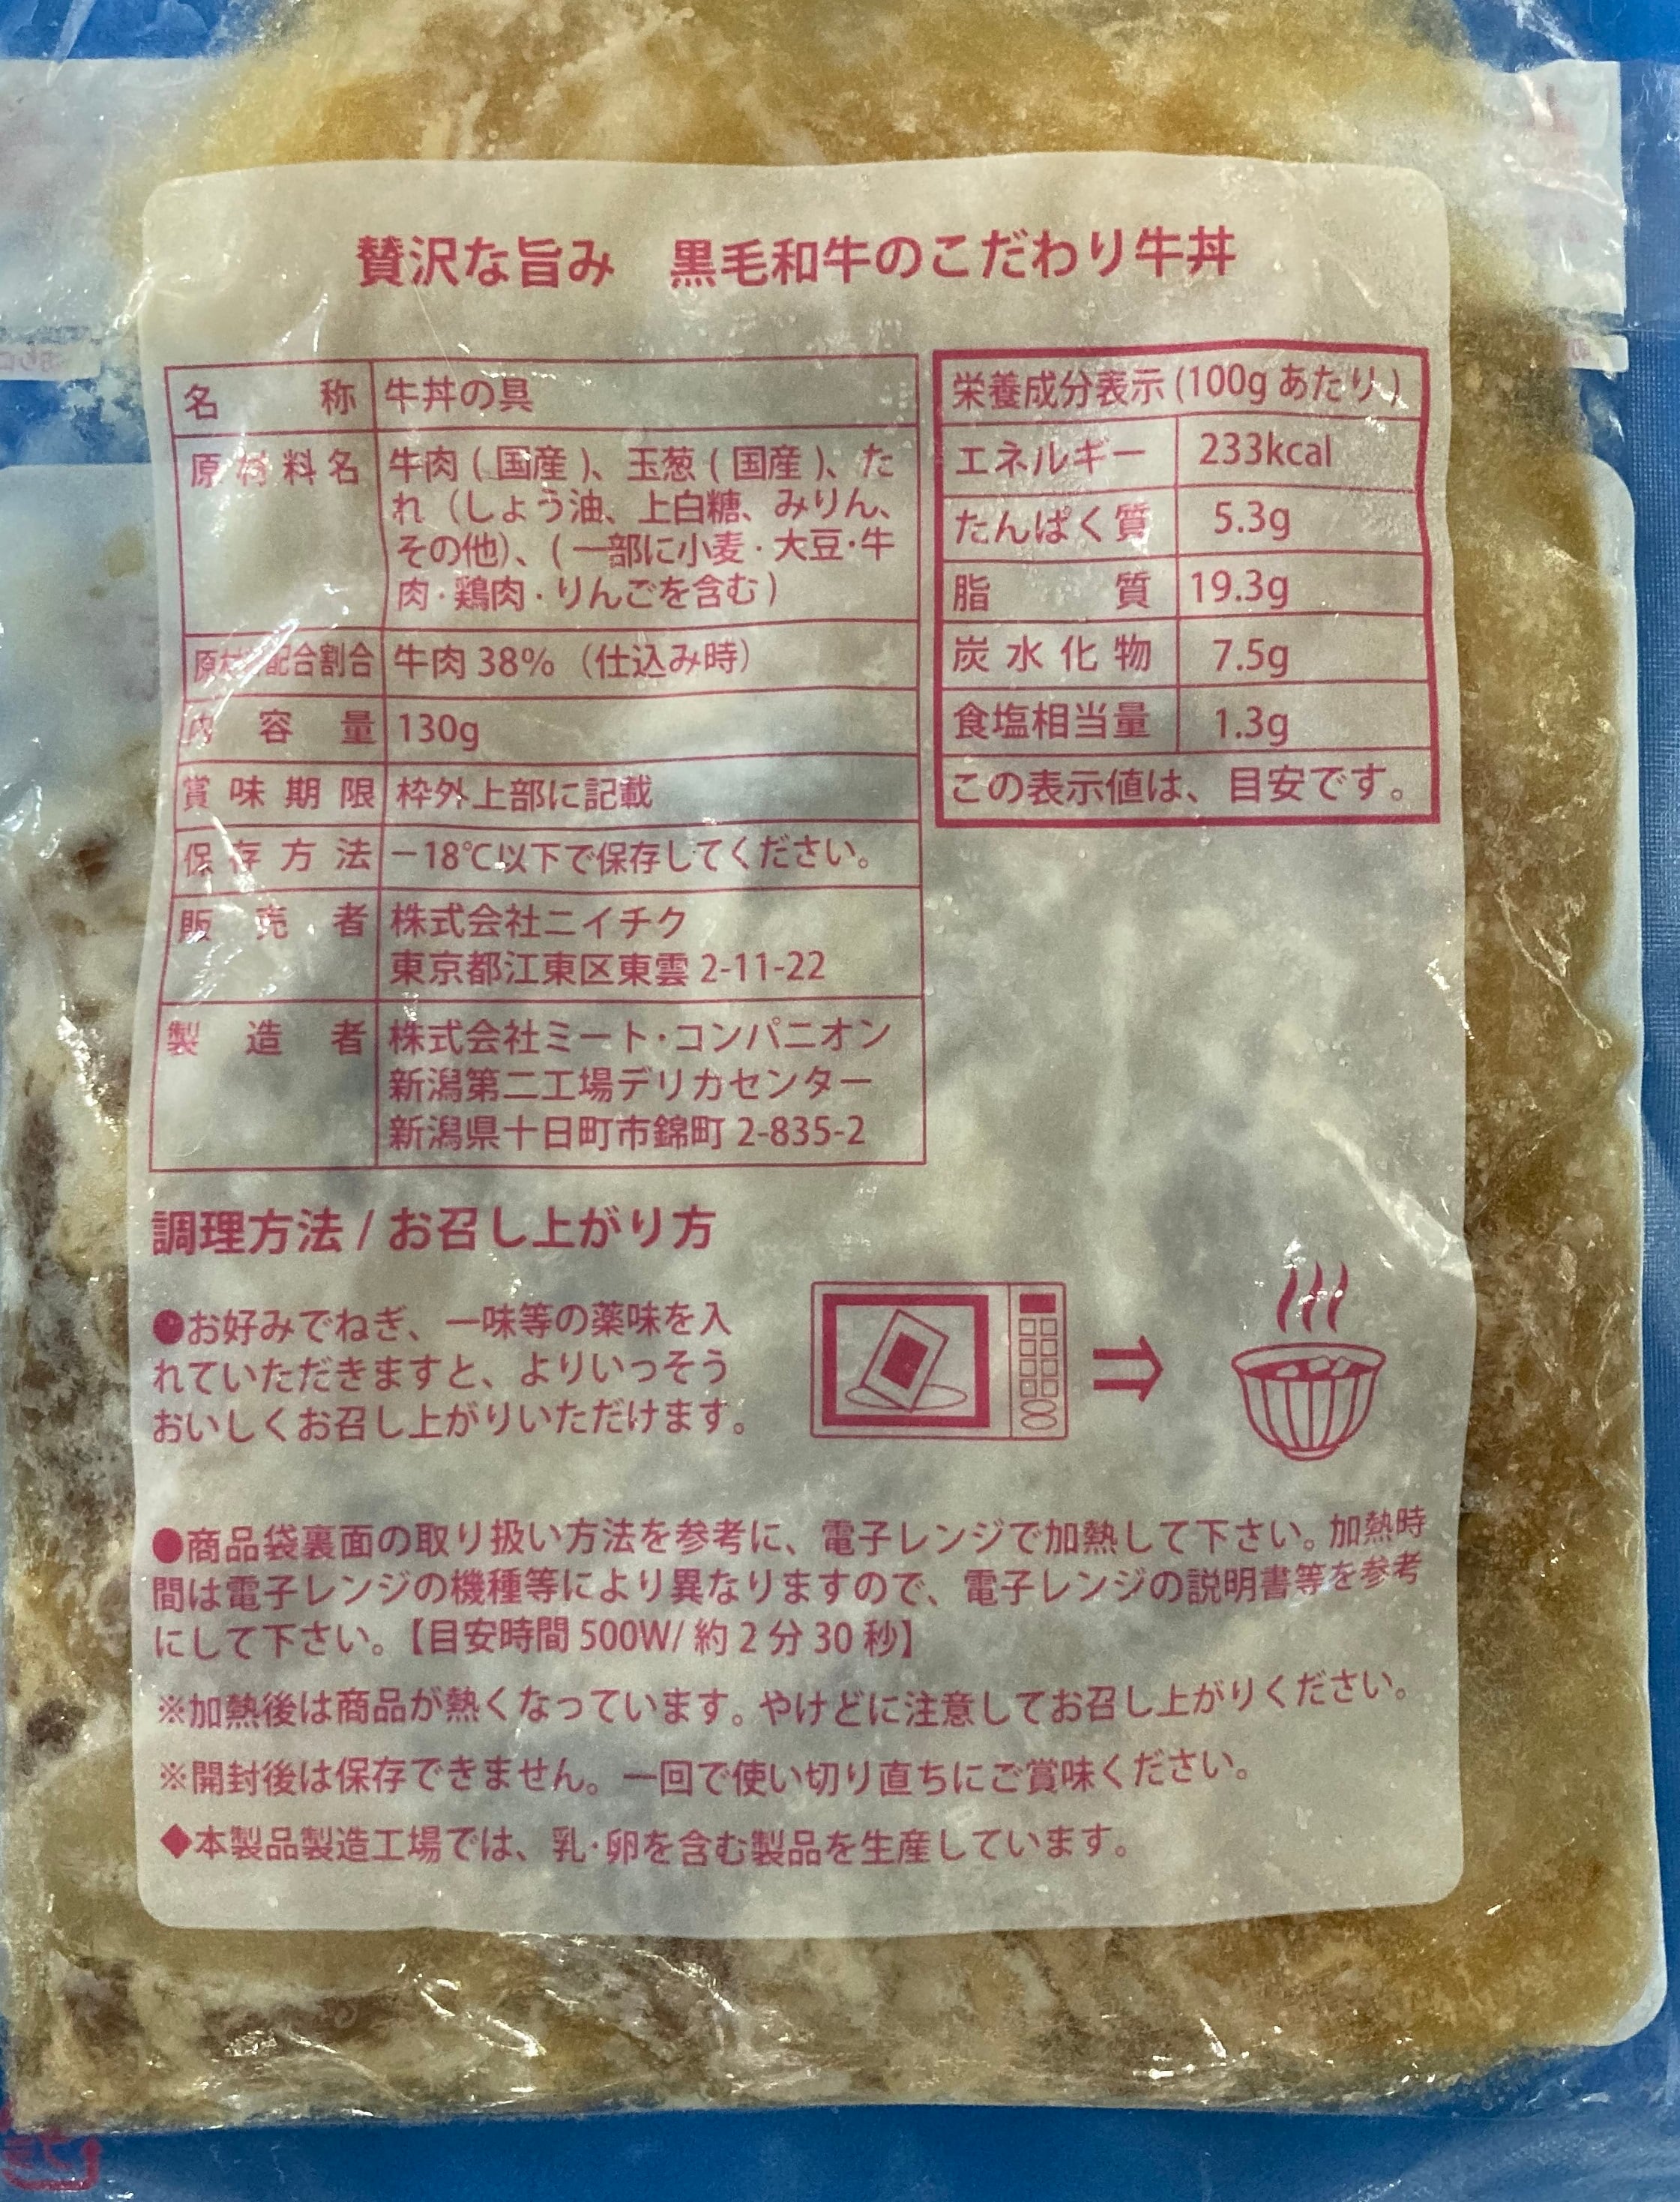 賛沢な旨み　黒毛和牛のこだわり牛丼
名称 牛丼の具
原材料名 牛肉(国産)、玉葱(国産)、た
れ（しょう油、上白糖、みりん、
その他）、(一部に小麦・大豆・牛
肉・鶏肉・りんごを含む)
原材料配合割合 牛肉38%（仕込み時）
内容量 130g
賞味期限 枠外上部に記載
保存方法 −18℃以下で保存してください。
販売者 株式会社ニイチク
東京都江東区東雲 2-11-22
製造者 株式会社ミート・コンパニオン
新潟第二工場デリカセンター
新潟県十日町市錦町 2-835-2
栄養成分表示(100gあたり)
エネルギー 233kcal
たんぱく質 5.3g
脂質 19.3g
炭水化物 7.5g
食塩相当量 1.3g
この表示値は、目安です。
調理方法/お召し上がり方
●お好みでねぎ、一味等の薬味を入
れていただきますと、よりいっそう
おいしくお召し上がりいただけます。
●商品袋裏面の取り扱い方法を参考に、電子レンジで加熱して下さい。加熱時
間は電子レンジの機種等により異なりますので、電子レンジの説明書等を参考
にして下さい。【目安時間 500W/約2分30秒】
※加熱後は商品が熱くなっています。やけどに注意してお召し上がりください。
※開封後は保存できません。一回で使い切り直ちにご賞味ください。
◆本製品製造工場では、乳・卵を含む製品を生産しています。